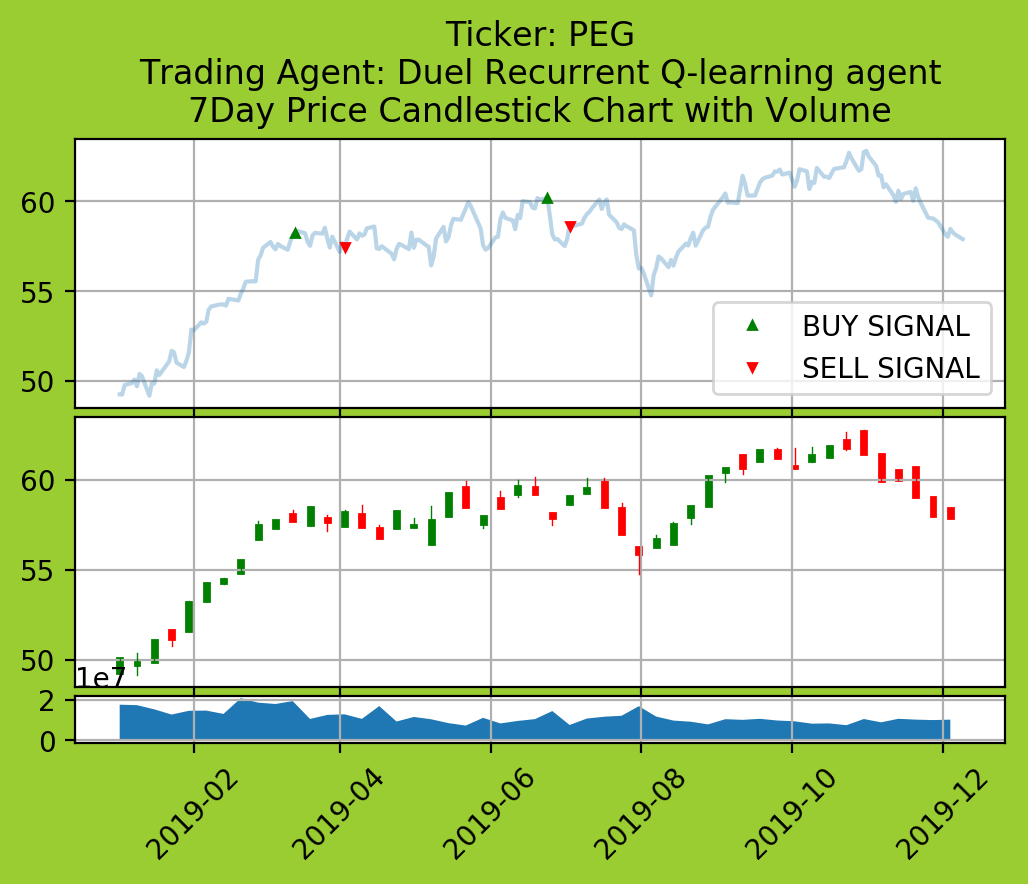 Ticker: PEG
Trading Agent: Duel Recurrent Q-learning agent
7Day Price Candlestick Chart with Volume
60
55
50
BUY SIGNAL
SELL SIGNAL
60
55
50
1e7
2
0
2019-02
2019-04
2019-06
2019-08
2019-10
2019-12